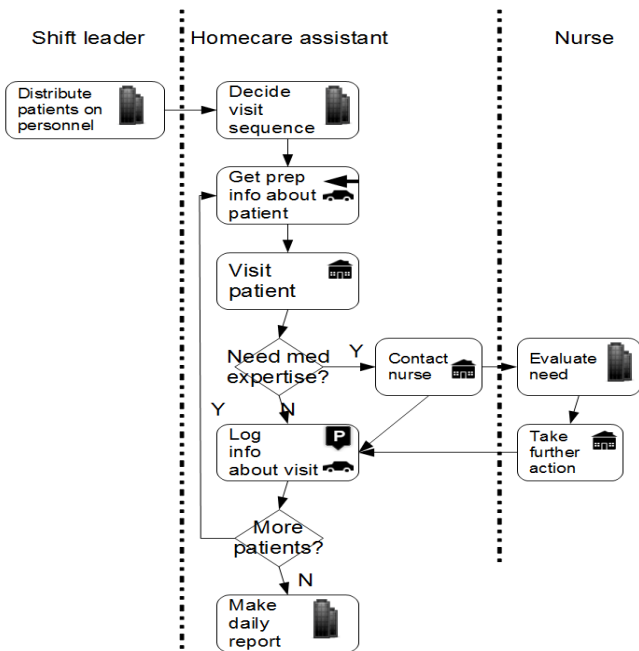 Shift leader
Homecare assistant
Nurse
Distribute
patients on
personnel
Decide
visit
sequence
Get prep
info about
patient
Visit
patient
Need med
expertise?
Y
Contact
nurse
Evaluate
need
Y
N
Log
info
about visit
P
Take
further
action
More
patients?
N
Make
daily
report